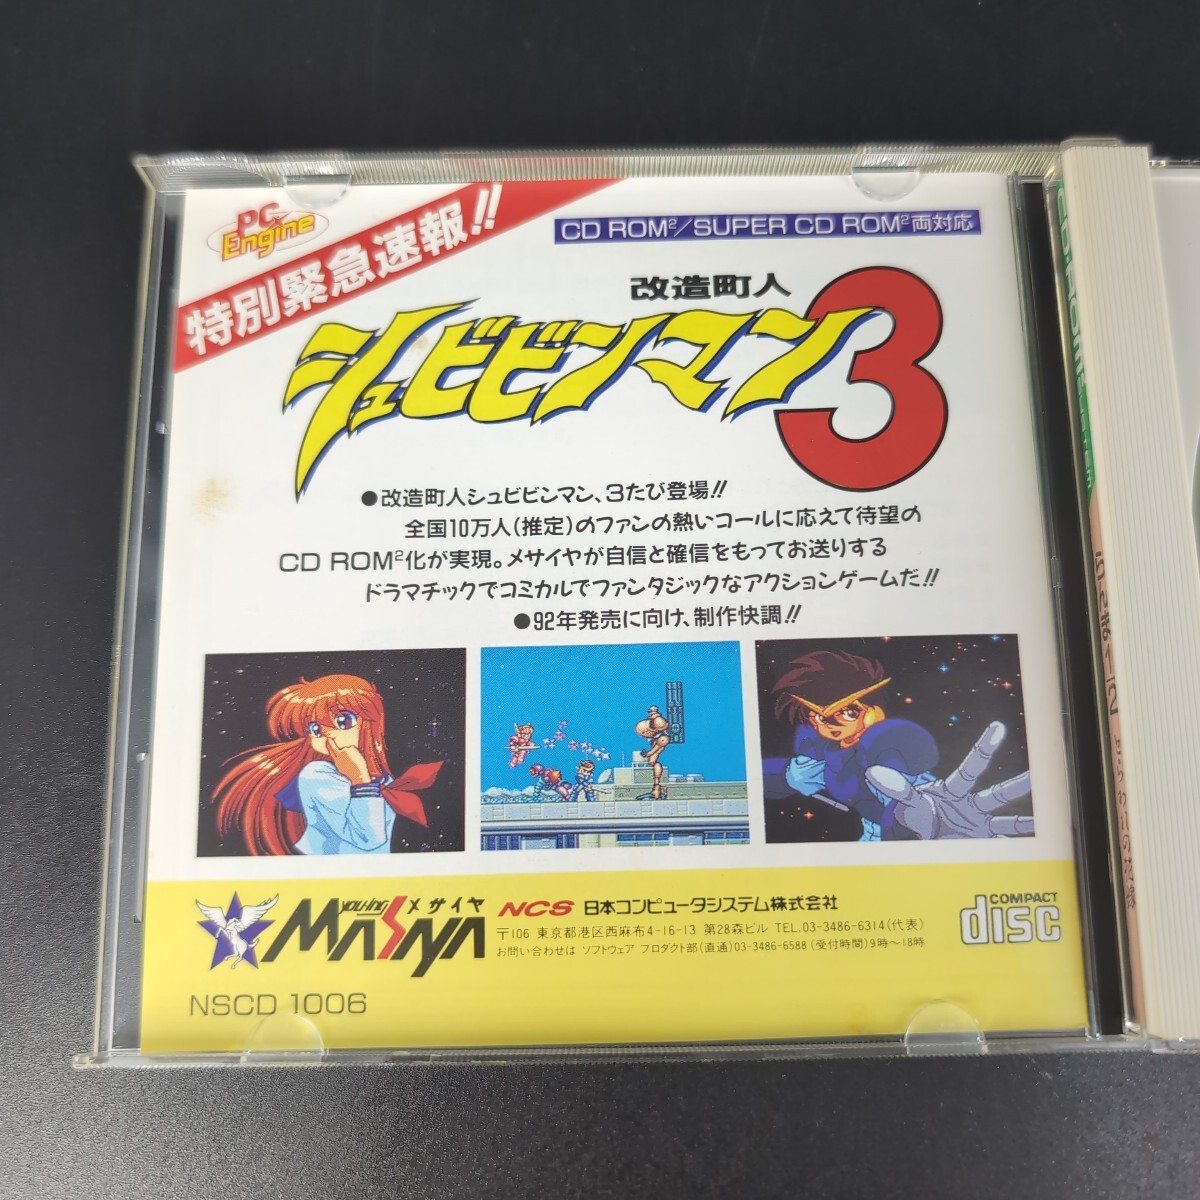 PC Engine
特別緊急速報!!
CD ROM²/SUPER CD ROM²両対応
改造町人
シュビビンマン3
●改造町人シュビビンマン、3たび登場!!
全国10万人(推定)のファンの熱いコールに応えて待望の
CD ROM²化が実現。メサイヤが自信と確信をもってお送りする
ドラマチックでコミカルでファンタジックなアクションゲームだ!!
●92年発売に向け、制作快調!!
you-ing メサイヤ
MASAYA
NCS 日本コンピュータシステム株式会社
〒106 東京都港区西麻布4-16-13 第28森ビル TEL.03-3486-6314(代表)
お問い合わせは ソフトウェア プロダクト部(直通)03-3486-6588(受付時間)9時〜18時
COMPACT
disc
NSCD 1006